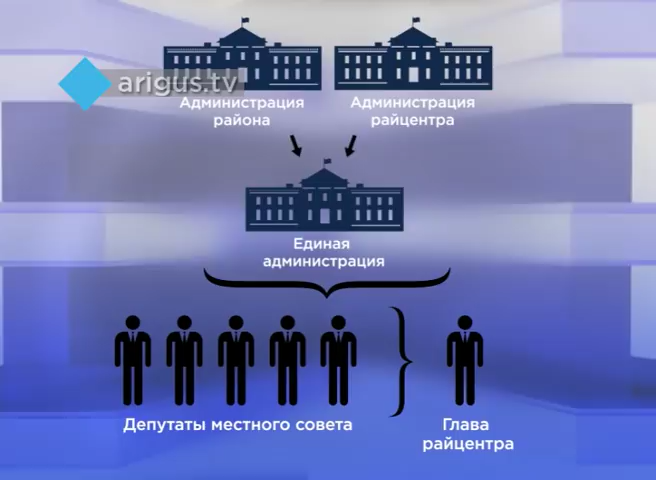 arigus.tv
Администрация
района
Администрация
райцентра
Единая
администрация
Депутаты местного совета
Глава
райцентра